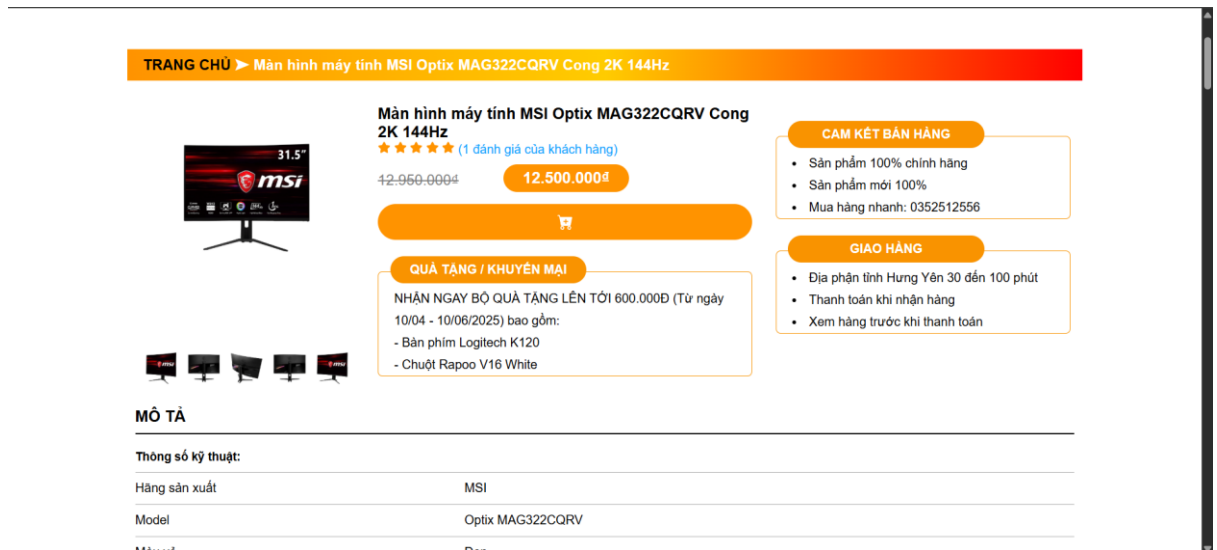 TRANG CHỦ ➤ Màn hình máy tính MSI Optix MAG322CQRV Cong 2K 144Hz
31.5"
msi
Màn hình máy tính MSI Optix MAG322CQRV Cong
2K 144Hz
(1 đánh giá của khách hàng)
12.950.000₫
12.500.000₫
QUÀ TẶNG / KHUYẾN MẠI
NHẬN NGAY BỘ QUÀ TẶNG LÊN TỚI 600.000Đ (Từ ngày
10/04 - 10/06/2025) bao gồm:
- Bàn phím Logitech K120
- Chuột Rapoo V16 White
CAM KẾT BÁN HÀNG
• Sản phẩm 100% chính hãng
• Sản phẩm mới 100%
• Mua hàng nhanh: 0352512556
GIAO HÀNG
• Địa phận tỉnh Hưng Yên 30 đến 100 phút
• Thanh toán khi nhận hàng
• Xem hàng trước khi thanh toán
MÔ TẢ
Thông số kỹ thuật:
Hãng sản xuất MSI
Model Optix MAG322CQRV